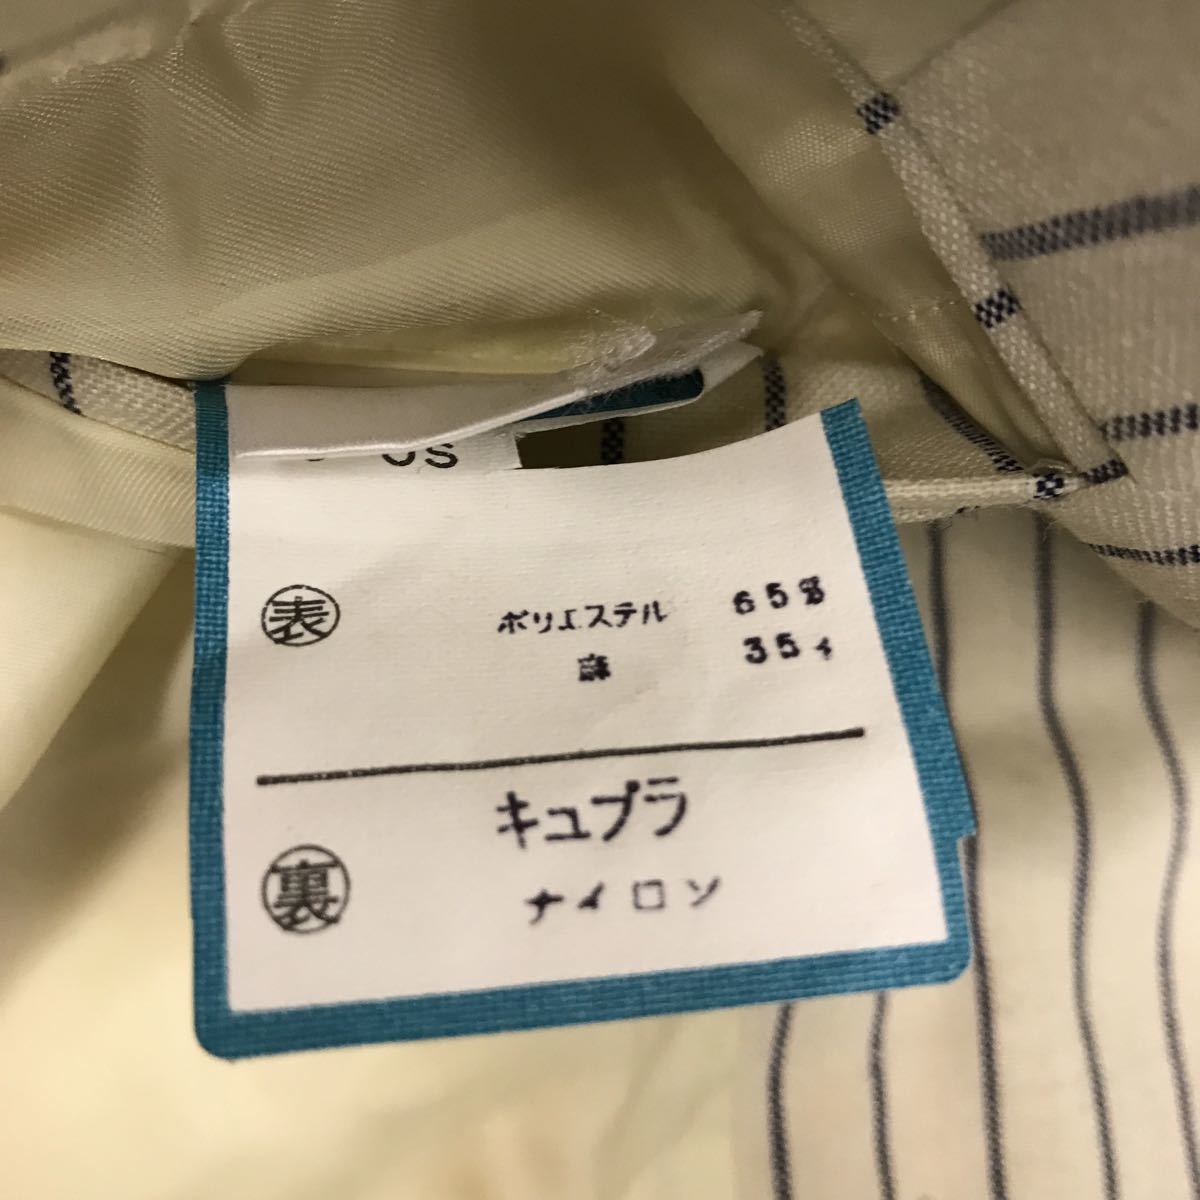 表 ポリエステル 65%
麻 35
キュプラ
裏 ナイロン